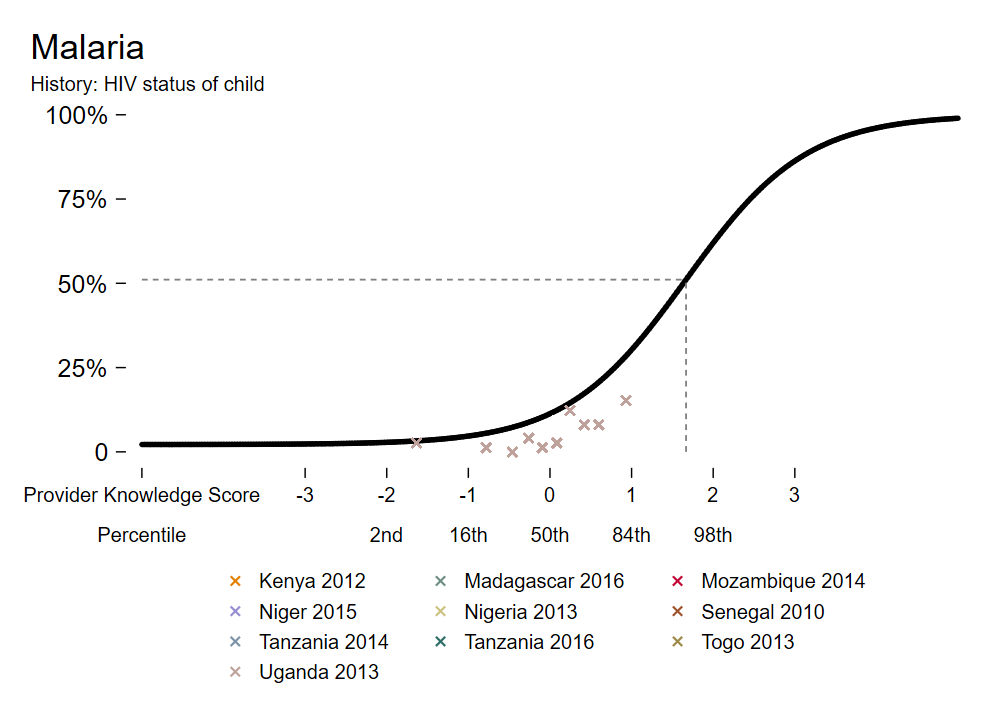 Malaria
History: HIV status of child
100%
75%
50%
25%
0
Provider Knowledge Score -3 -2 -1 0 1 2 3
Percentile 2nd 16th 50th 84th 98th
Kenya 2012 Madagascar 2016 Mozambique 2014
Niger 2015 Nigeria 2013 Senegal 2010
Tanzania 2014 Tanzania 2016 Togo 2013
Uganda 2013